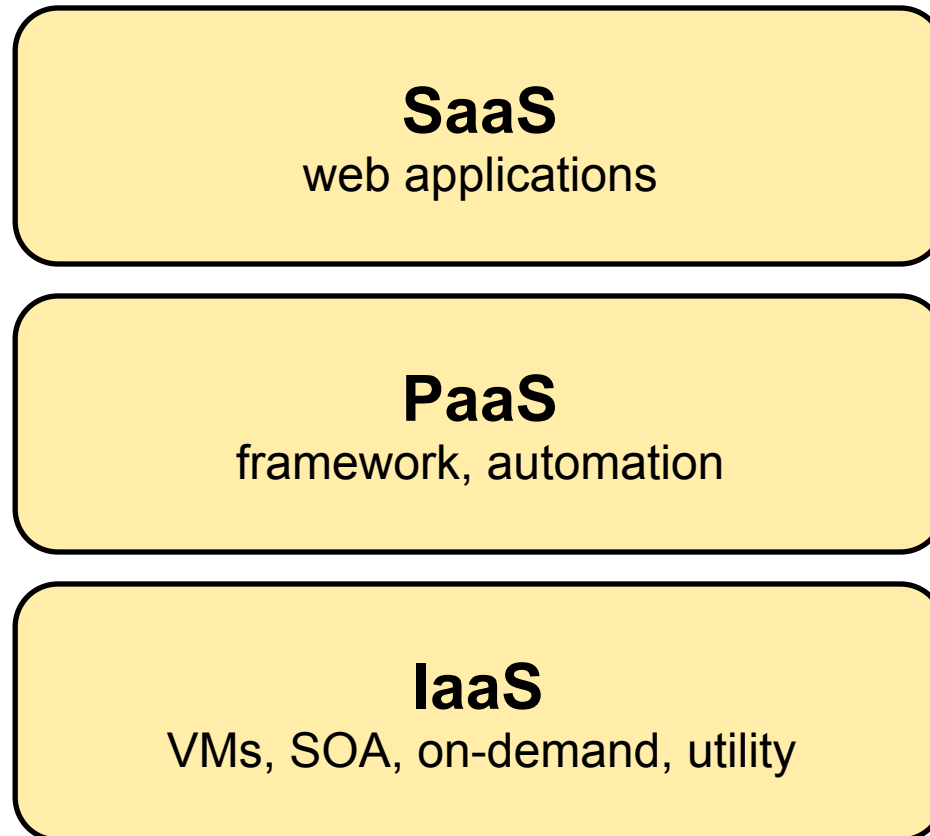 SaaS
web applications
PaaS
framework, automation
IaaS
VMs, SOA, on-demand, utility